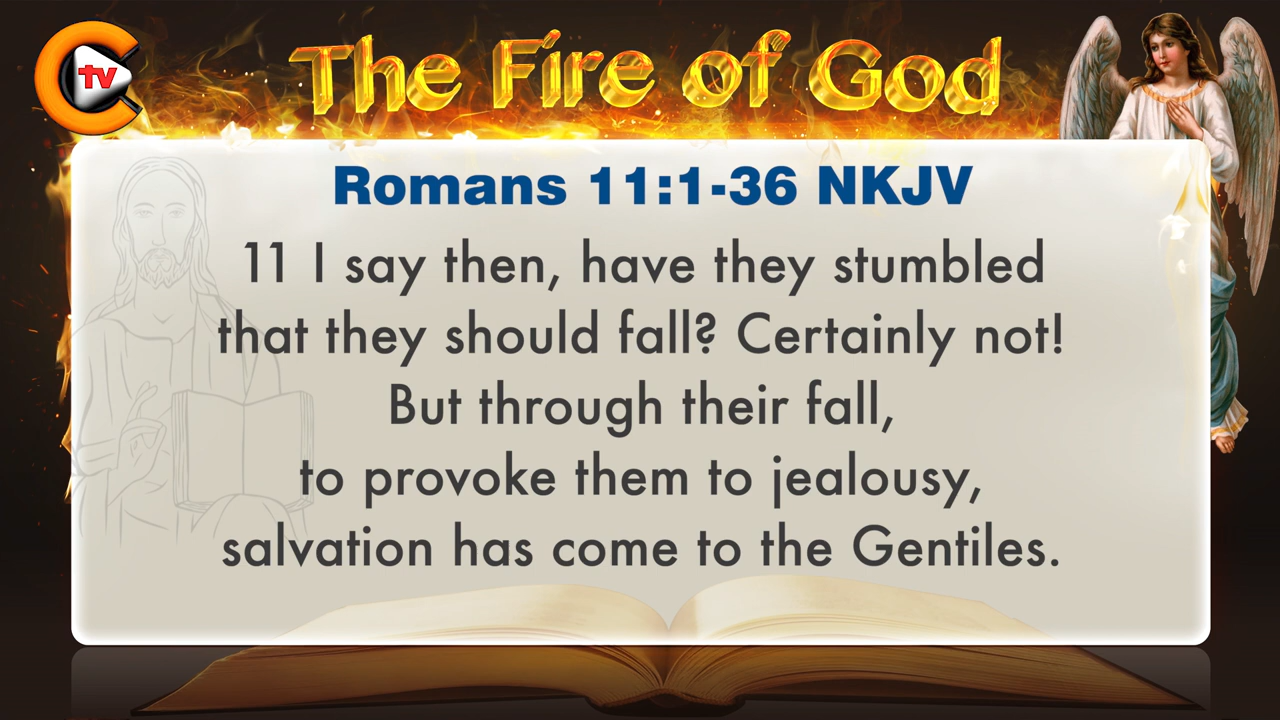 tv
The Fire of God
Romans 11:1-36 NKJV
11 I say then, have they stumbled
that they should fall? Certainly not!
But through their fall,
to provoke them to jealousy,
salvation has come to the Gentiles.